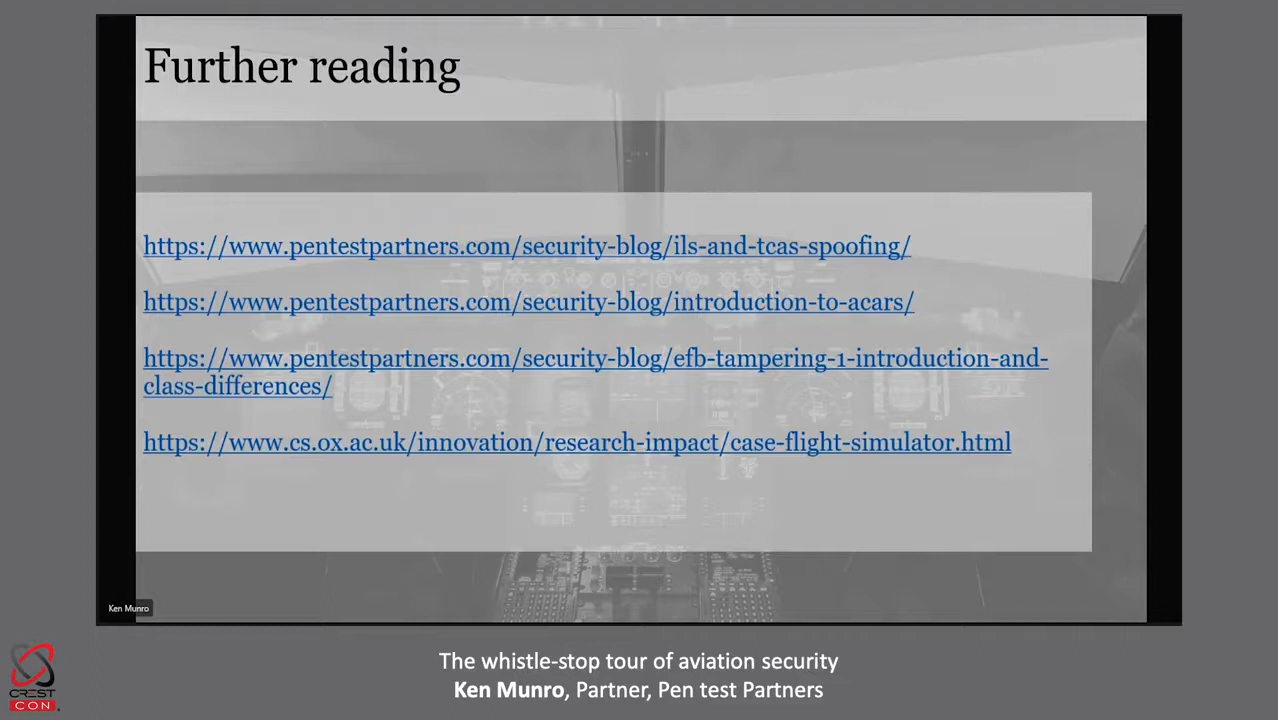 Further reading
https://www.pentestpartners.com/security-blog/ils-and-tcas-spoofing/
https://www.pentestpartners.com/security-blog/introduction-to-acars/
https://www.pentestpartners.com/security-blog/efb-tampering-1-introduction-and-
class-differences/
https://www.cs.ox.ac.uk/innovation/research-impact/case-flight-simulator.html
Ken Munro
The whistle-stop tour of aviation security
Ken Munro, Partner, Pen test Partners
CREST
CON